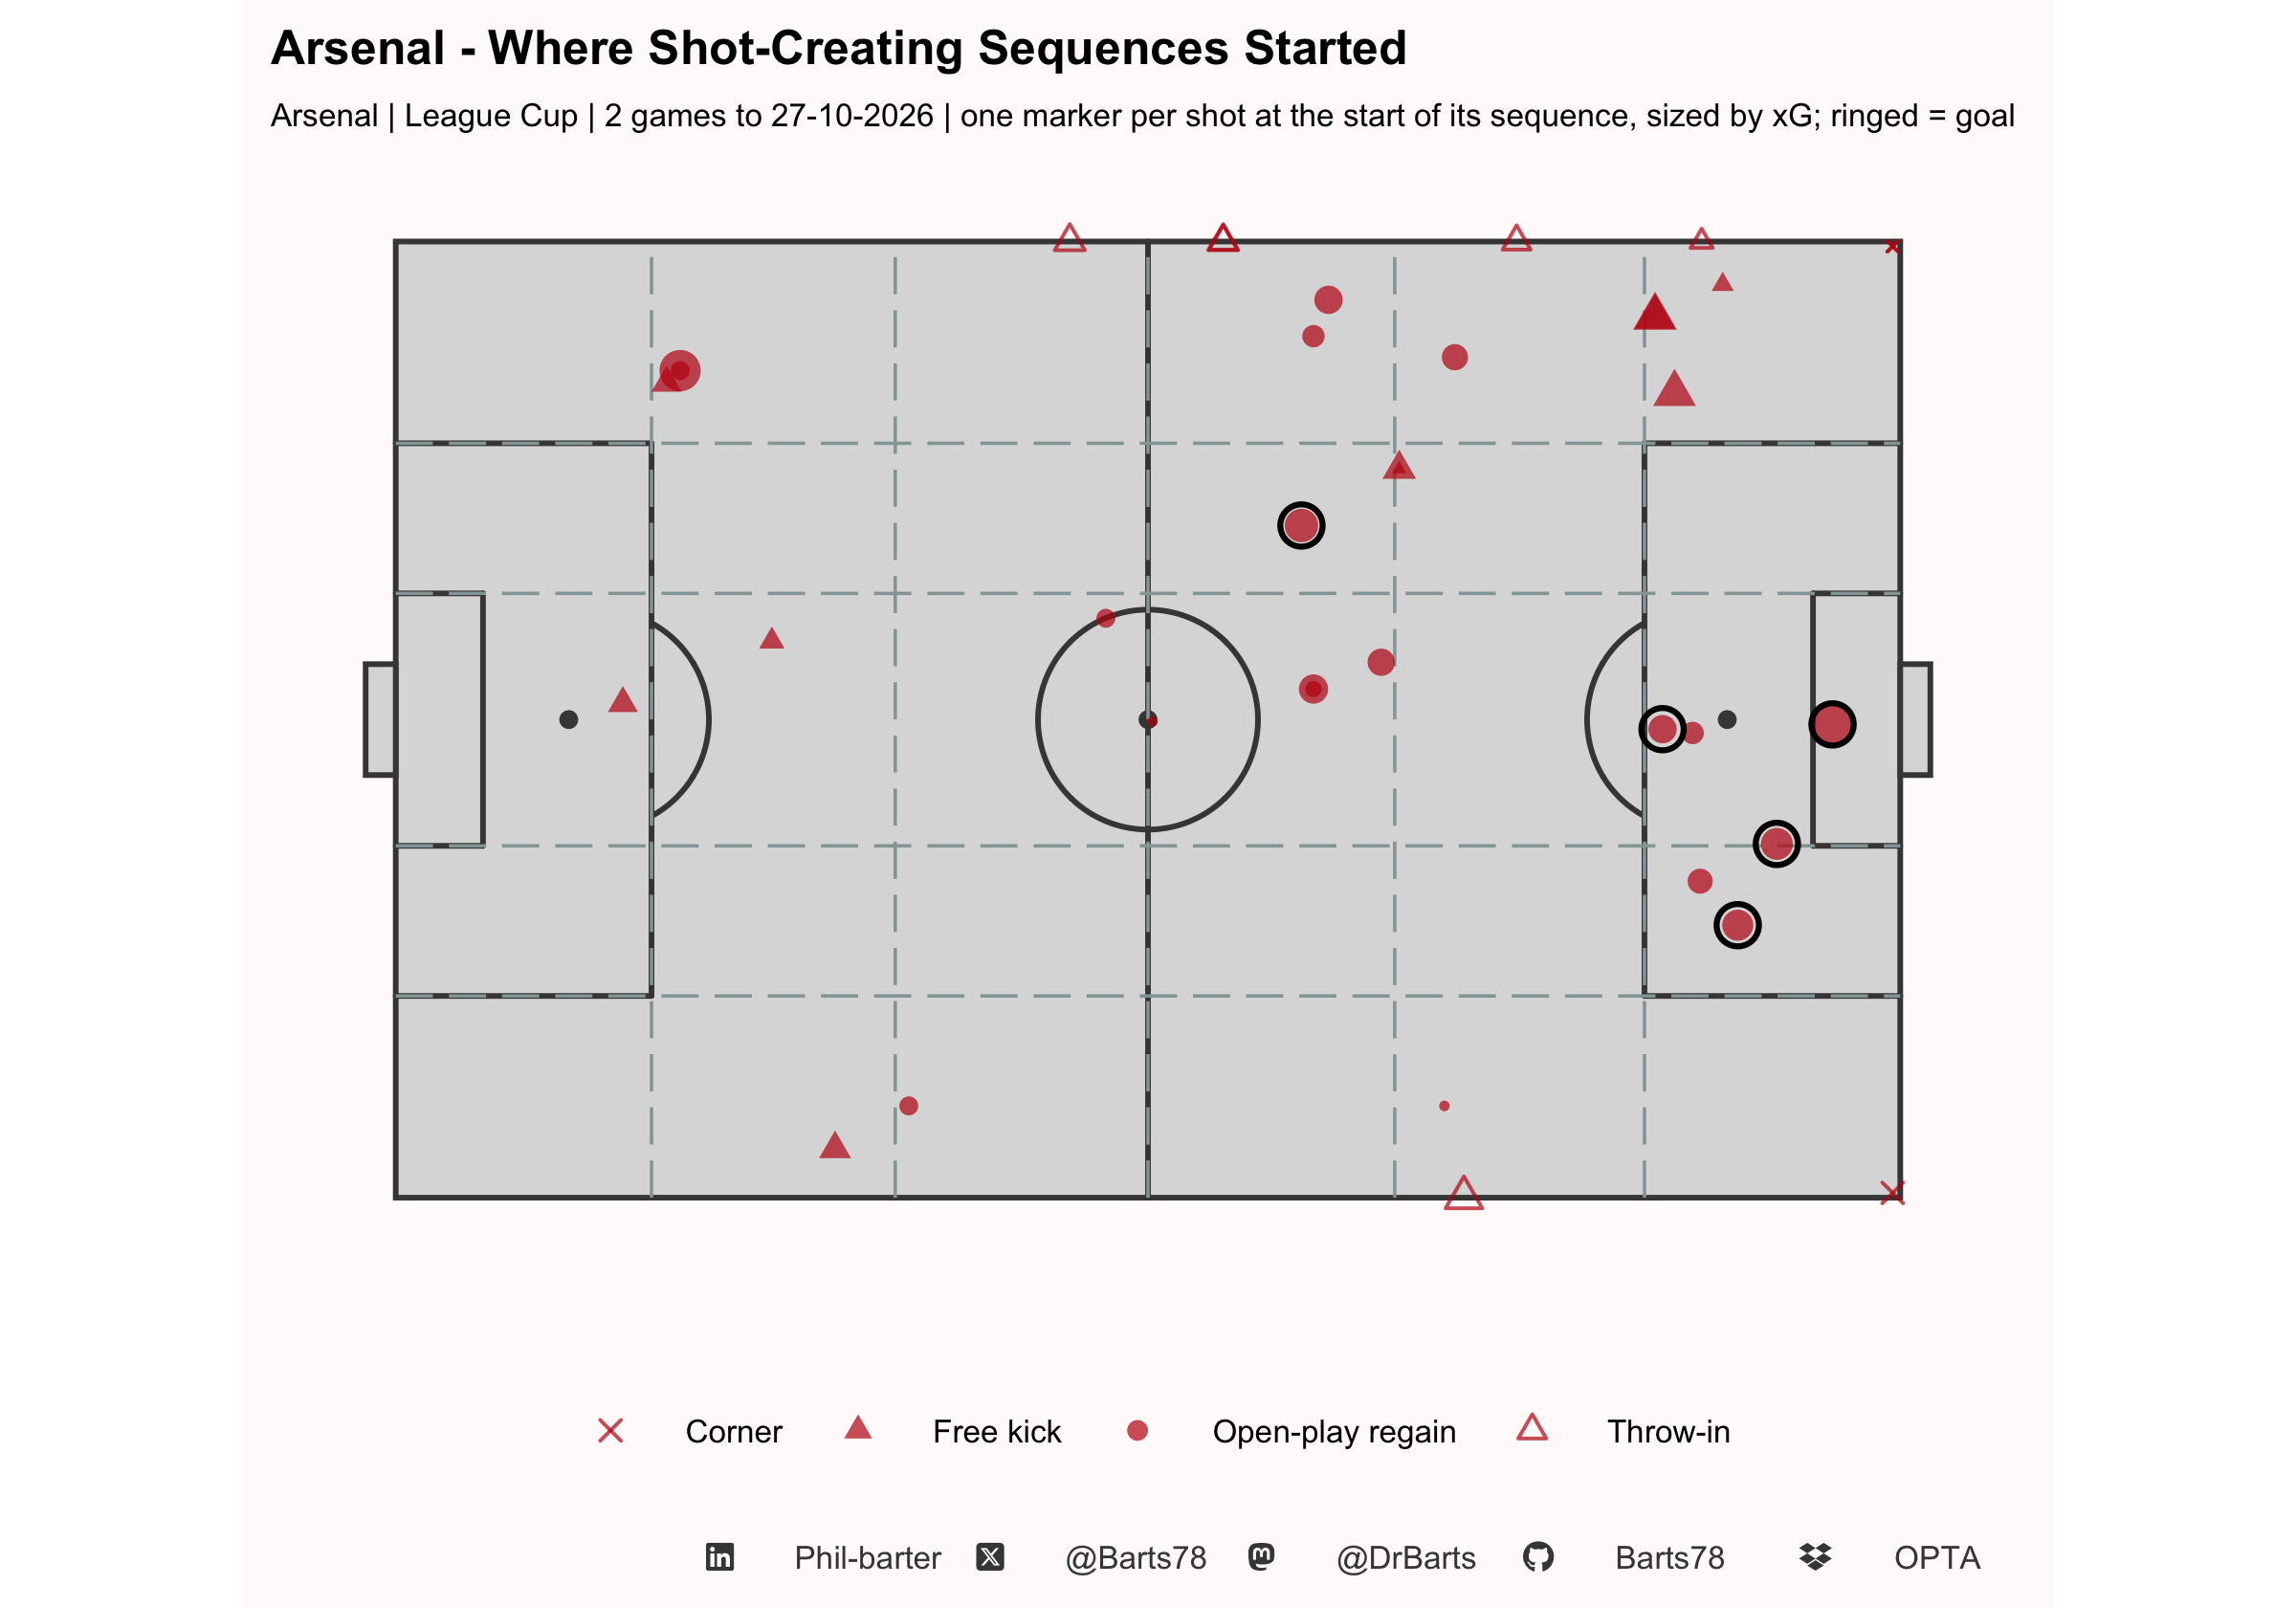 Arsenal - Where Shot-Creating Sequences Started
Arsenal | League Cup | 2 games to 27-10-2026 | one marker per shot at the start of its sequence, sized by xG; ringed = goal
Corner Free kick Open-play regain Throw-in
Phil-barter @Barts78 @DrBarts Barts78 OPTA